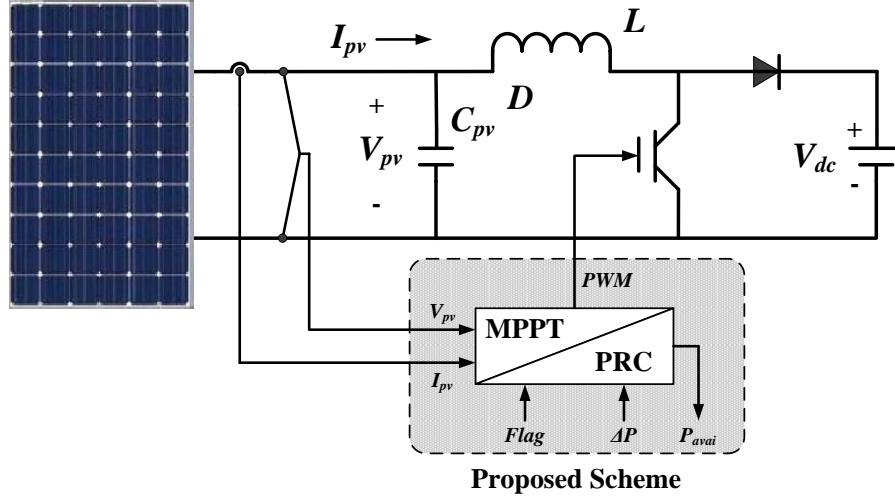 I_pv
L
D
+
C_pv
V_pv
-
+
V_dc
-
PWM
V_pv
MPPT
PRC
I_pv
Flag
ΔP
P_avai
Proposed Scheme